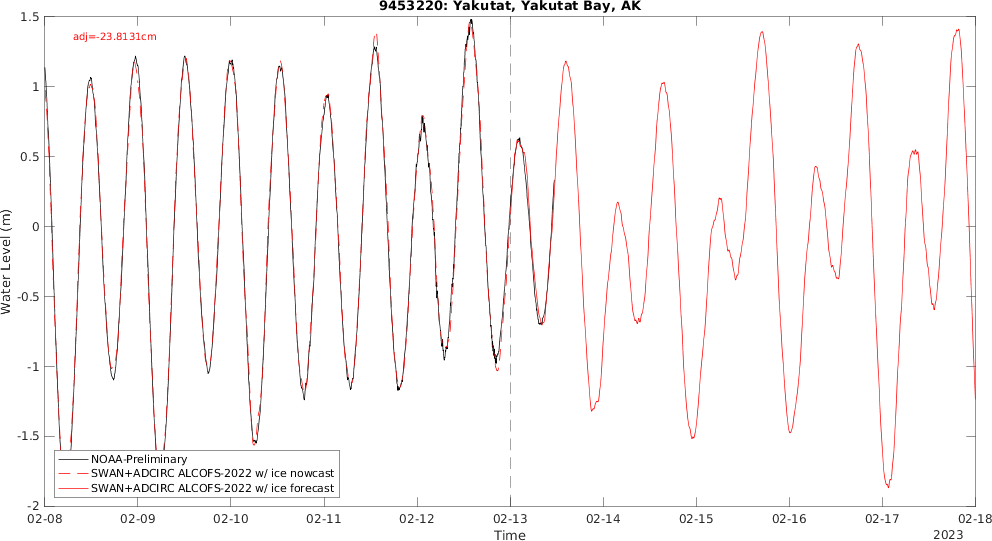 9453220: Yakutat, Yakutat Bay, AK
adj=-23.8131cm
1.5
1
0.5
0
-0.5
-1
-1.5
-2
Water Level (m)
NOAA-Preliminary
SWAN+ADCIRC ALCOFS-2022 w/ ice nowcast
SWAN+ADCIRC ALCOFS-2022 w/ ice forecast
02-08 02-09 02-10 02-11 02-12 02-13 02-14 02-15 02-16 02-17 02-18
Time
2023